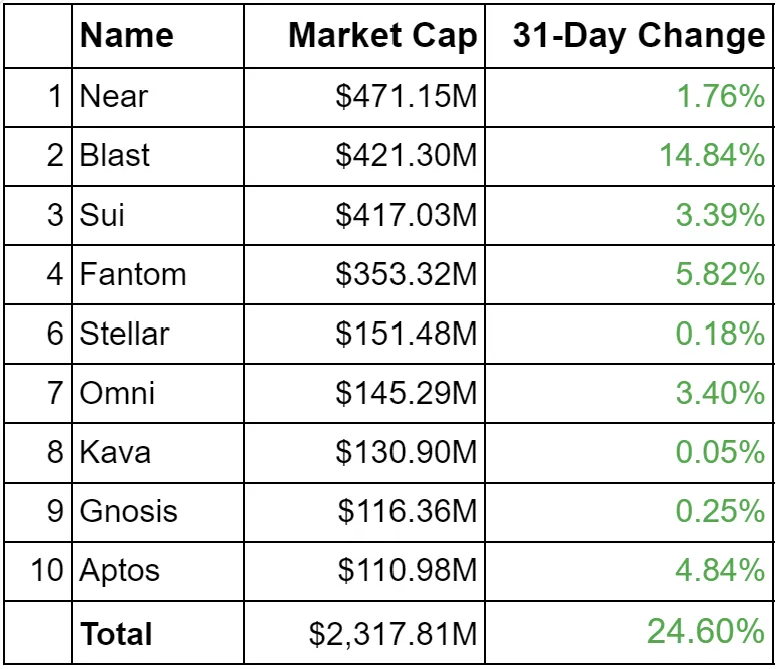 Name Market Cap 31-Day Change
1 Near $471.15M 1.76%
2 Blast $421.30M 14.84%
3 Sui $417.03M 3.39%
4 Fantom $353.32M 5.82%
6 Stellar $151.48M 0.18%
7 Omni $145.29M 3.40%
8 Kava $130.90M 0.05%
9 Gnosis $116.36M 0.25%
10 Aptos $110.98M 4.84%
Total $2,317.81M 24.60%